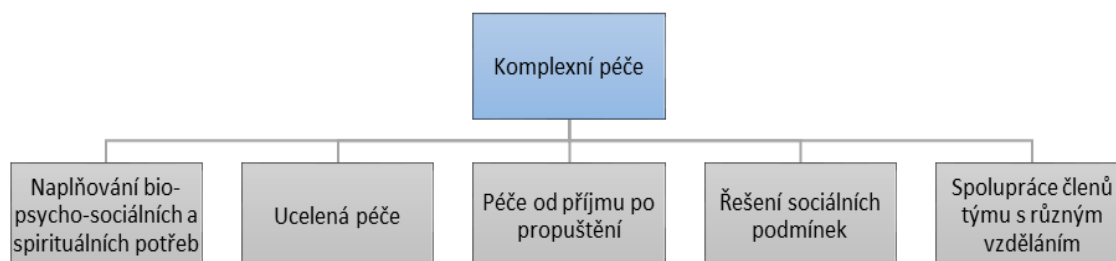 Komplexní péče
Naplňování bio-
psycho-sociálních a
spirituálních potřeb
Ucelená péče
Péče od příjmu po
propuštění
Řešení sociálních
podmínek
Spolupráce členů
týmu s různým
vzděláním